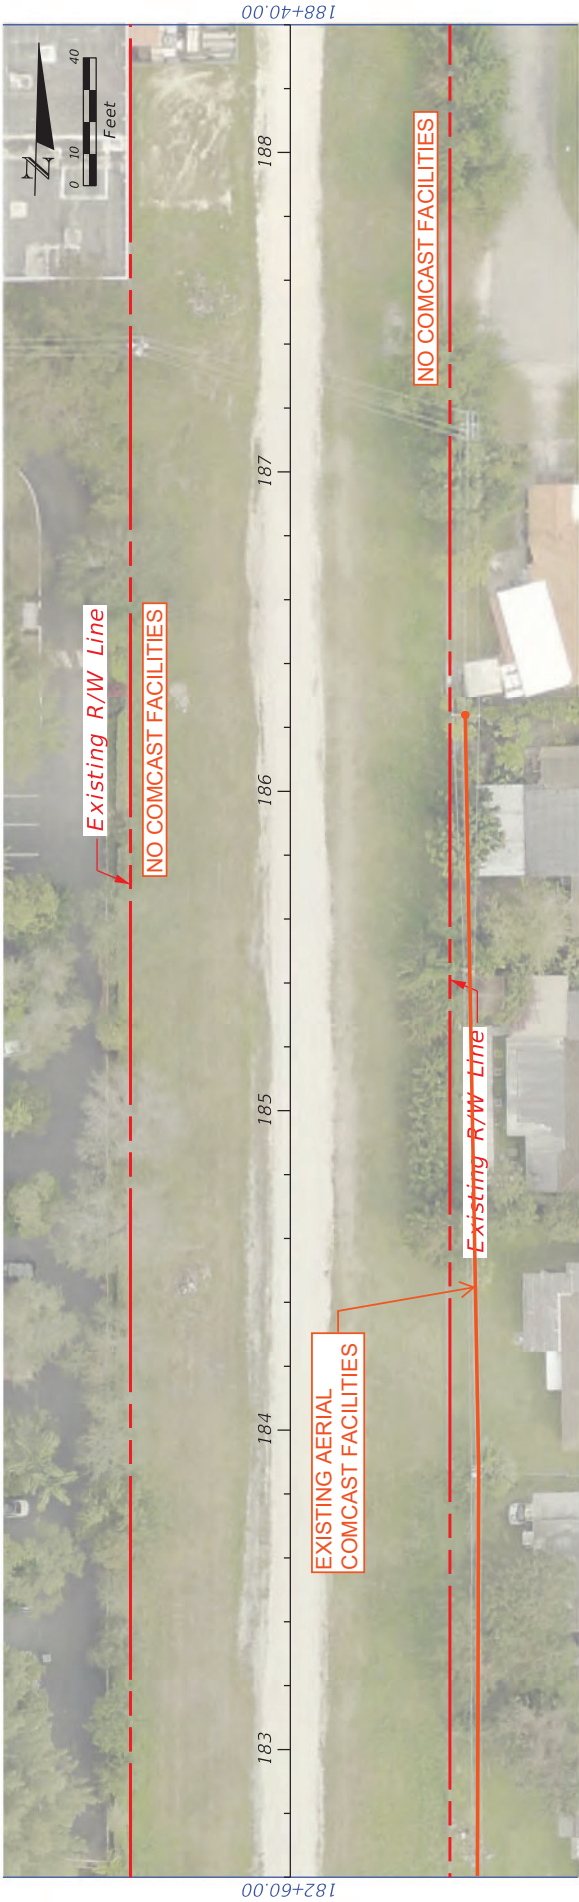 188+40.00
N
0 10 40
Feet
188
NO COMCAST FACILITIES
187
Existing R/W Line
NO COMCAST FACILITIES
186
185
Existing R/W Line
EXISTING AERIAL
COMCAST FACILITIES
184
183
182+60.00